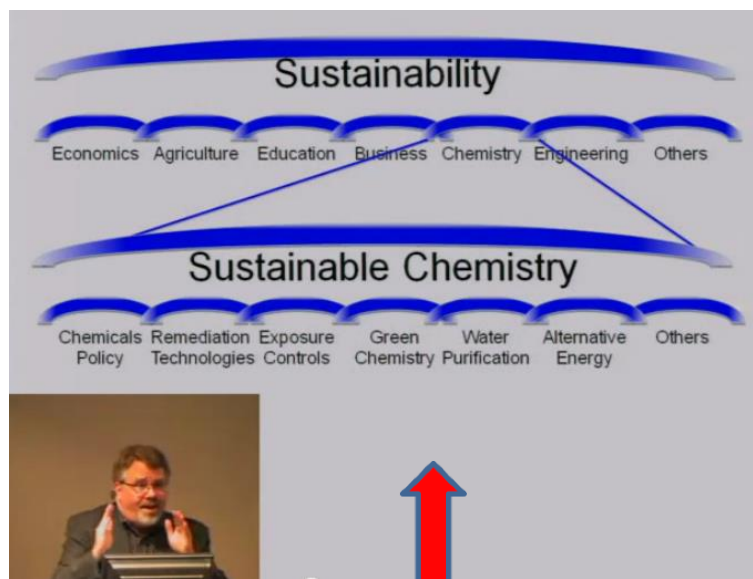 Sustainability
Economics Agriculture Education Business Chemistry Engineering Others
Sustainable Chemistry
Chemicals Remediation Exposure Green Water Alternative Others
Policy Technologies Controls Chemistry Purification Energy